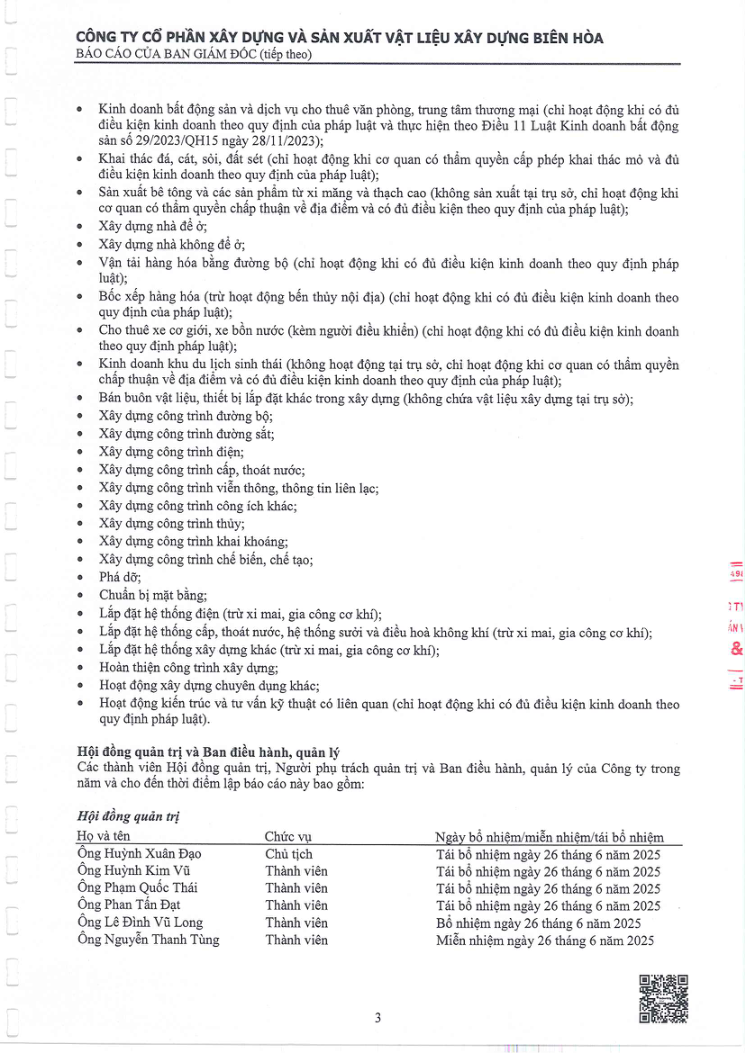 CÔNG TY CỔ PHẦN XÂY DỰNG VÀ SẢN XUẤT VẬT LIỆU XÂY DỰNG BIÊN HÒA
BÁO CÁO CỦA BAN GIÁM ĐỐC (tiếp theo)
• Kinh doanh bất động sản và dịch vụ cho thuê văn phòng, trung tâm thương mại (chỉ hoạt động khi có đủ
điều kiện kinh doanh theo quy định của pháp luật và thực hiện theo Điều 11 Luật Kinh doanh bất động
sản số 29/2023/QH15 ngày 28/11/2023);
• Khai thác đá, cát, sỏi, đất sét (chỉ hoạt động khi cơ quan có thẩm quyền cấp phép khai thác mỏ và đủ
điều kiện kinh doanh theo quy định của pháp luật);
• Sản xuất bê tông và các sản phẩm từ xi măng và thạch cao (không sản xuất tại trụ sở, chỉ hoạt động khi
cơ quan có thẩm quyền chấp thuận về địa điểm và có đủ điều kiện theo quy định của pháp luật);
• Xây dựng nhà để ở;
• Xây dựng nhà không để ở;
• Vận tải hàng hóa bằng đường bộ (chỉ hoạt động khi có đủ điều kiện kinh doanh theo quy định pháp
luật);
• Bốc xếp hàng hóa (trừ hoạt động bến thủy nội địa) (chỉ hoạt động khi có đủ điều kiện kinh doanh theo
quy định của pháp luật);
• Cho thuê xe cơ giới, xe bồn nước (kèm người điều khiển) (chỉ hoạt động khi có đủ điều kiện kinh doanh
theo quy định pháp luật);
• Kinh doanh khu du lịch sinh thái (không hoạt động tại trụ sở, chỉ hoạt động khi cơ quan có thẩm quyền
chấp thuận về địa điểm và có đủ điều kiện kinh doanh theo quy định của pháp luật);
• Bán buôn vật liệu, thiết bị lắp đặt khác trong xây dựng (không chứa vật liệu xây dựng tại trụ sở);
• Xây dựng công trình đường bộ;
• Xây dựng công trình đường sắt;
• Xây dựng công trình điện;
• Xây dựng công trình cấp, thoát nước;
• Xây dựng công trình viễn thông, thông tin liên lạc;
• Xây dựng công trình công ích khác;
• Xây dựng công trình thủy;
• Xây dựng công trình khai khoáng;
• Xây dựng công trình chế biến, chế tạo;
• Phá dỡ;
• Chuẩn bị mặt bằng;
• Lắp đặt hệ thống điện (trừ xi mai, gia công cơ khí);
• Lắp đặt hệ thống cấp, thoát nước, hệ thống sưởi và điều hoà không khí (trừ xi mai, gia công cơ khí);
• Lắp đặt hệ thống xây dựng khác (trừ xi mai, gia công cơ khí);
• Hoàn thiện công trình xây dựng;
• Hoạt động xây dựng chuyên dụng khác;
• Hoạt động kiến trúc và tư vấn kỹ thuật có liên quan (chỉ hoạt động khi có đủ điều kiện kinh doanh theo
quy định pháp luật).
Hội đồng quản trị và Ban điều hành, quản lý
Các thành viên Hội đồng quản trị, Người phụ trách quản trị và Ban điều hành, quản lý của Công ty trong
năm và cho đến thời điểm lập báo cáo này bao gồm:
Hội đồng quản trị
Họ và tên Chức vụ Ngày bổ nhiệm/miễn nhiệm/tái bổ nhiệm
Ông Huỳnh Xuân Đạo Chủ tịch Tái bổ nhiệm ngày 26 tháng 6 năm 2025
Ông Huỳnh Kim Vũ Thành viên Tái bổ nhiệm ngày 26 tháng 6 năm 2025
Ông Phạm Quốc Thái Thành viên Tái bổ nhiệm ngày 26 tháng 6 năm 2025
Ông Phan Tấn Đạt Thành viên Tái bổ nhiệm ngày 26 tháng 6 năm 2025
Ông Lê Đình Vũ Long Thành viên Bổ nhiệm ngày 26 tháng 6 năm 2025
Ông Nguyễn Thanh Tùng Thành viên Miễn nhiệm ngày 26 tháng 6 năm 2025
3